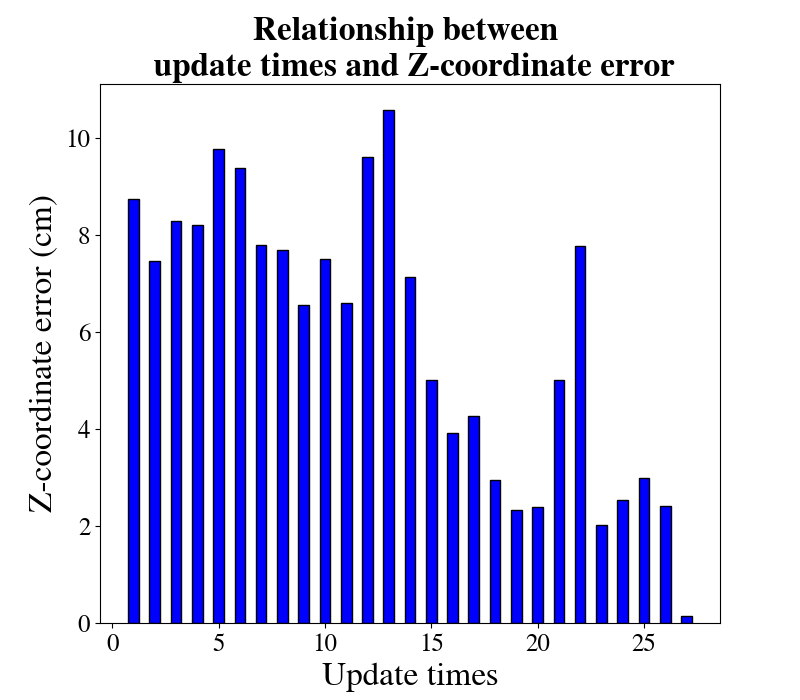 Relationship between
update times and Z-coordinate error
Z-coordinate error (cm)
10
8
6
4
2
0
0 5 10 15 20 25
Update times